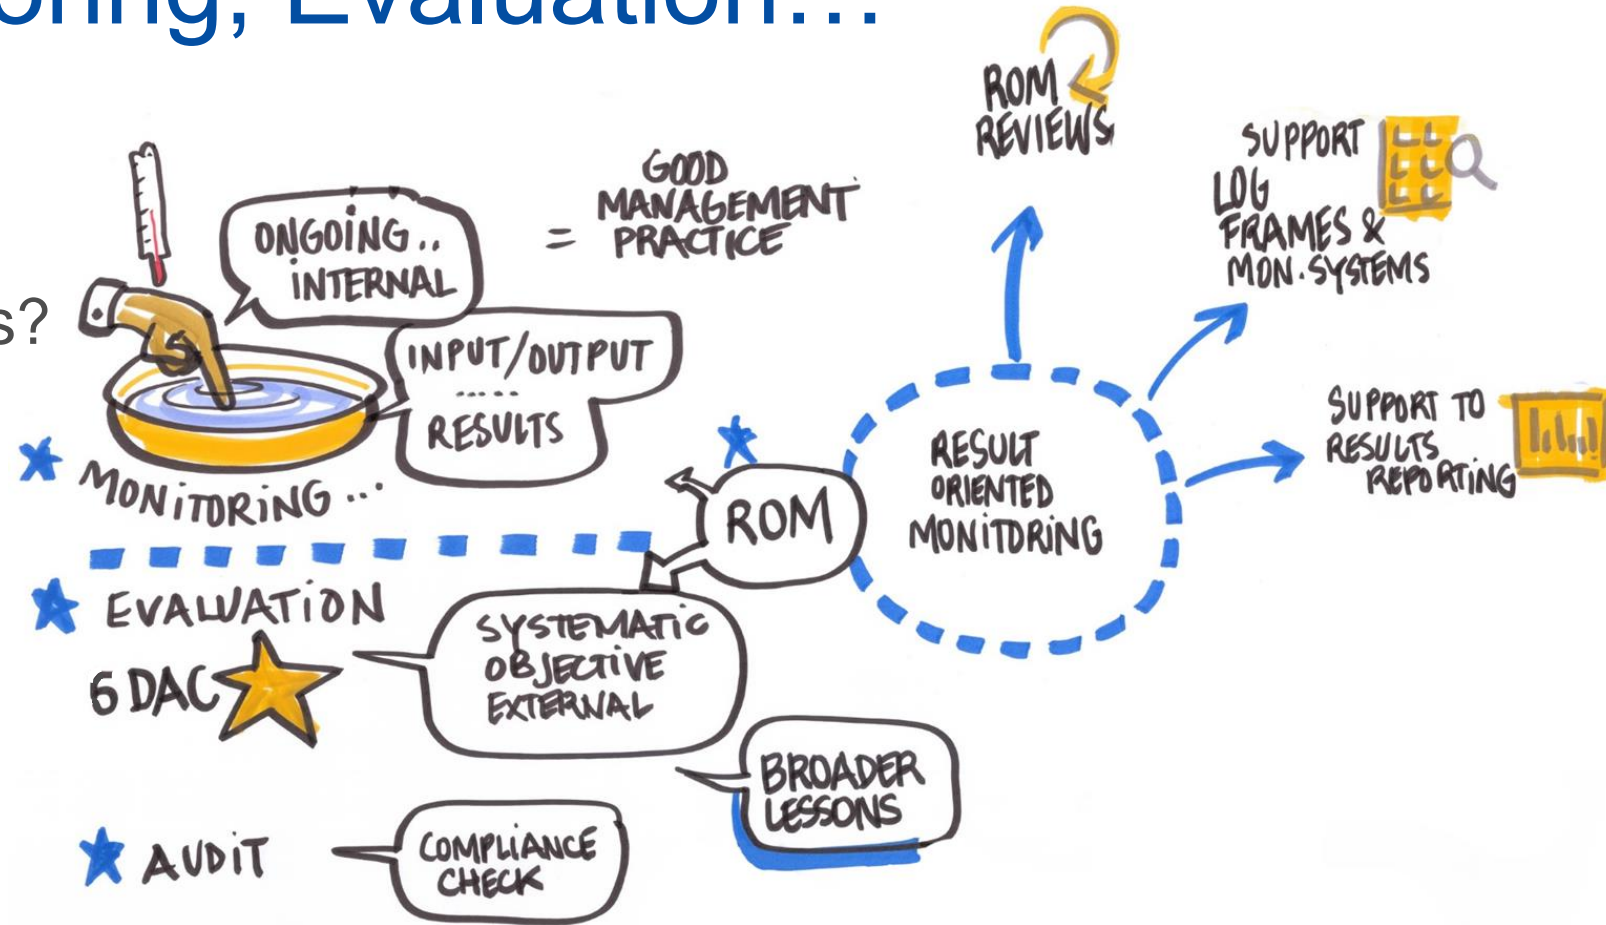 oring, Evaluation...
s?
ONGOING..
INTERNAL
=
GOOD
MANAGEMENT
PRACTICE
INPUT/OUTPUT
.....
RESULTS
MONITORING...
EVALUATION
6 DAC
SYSTEMATIC
OBJECTIVE
EXTERNAL
BROADER
LESSONS
AUDIT
COMPLIANCE
CHECK
ROM
RESULT
ORIENTED
MONITORING
ROM
REVIEWS
SUPPORT
LOG
FRAMES &
MON. SYSTEMS
SUPPORT TO
RESULTS
REPORTING